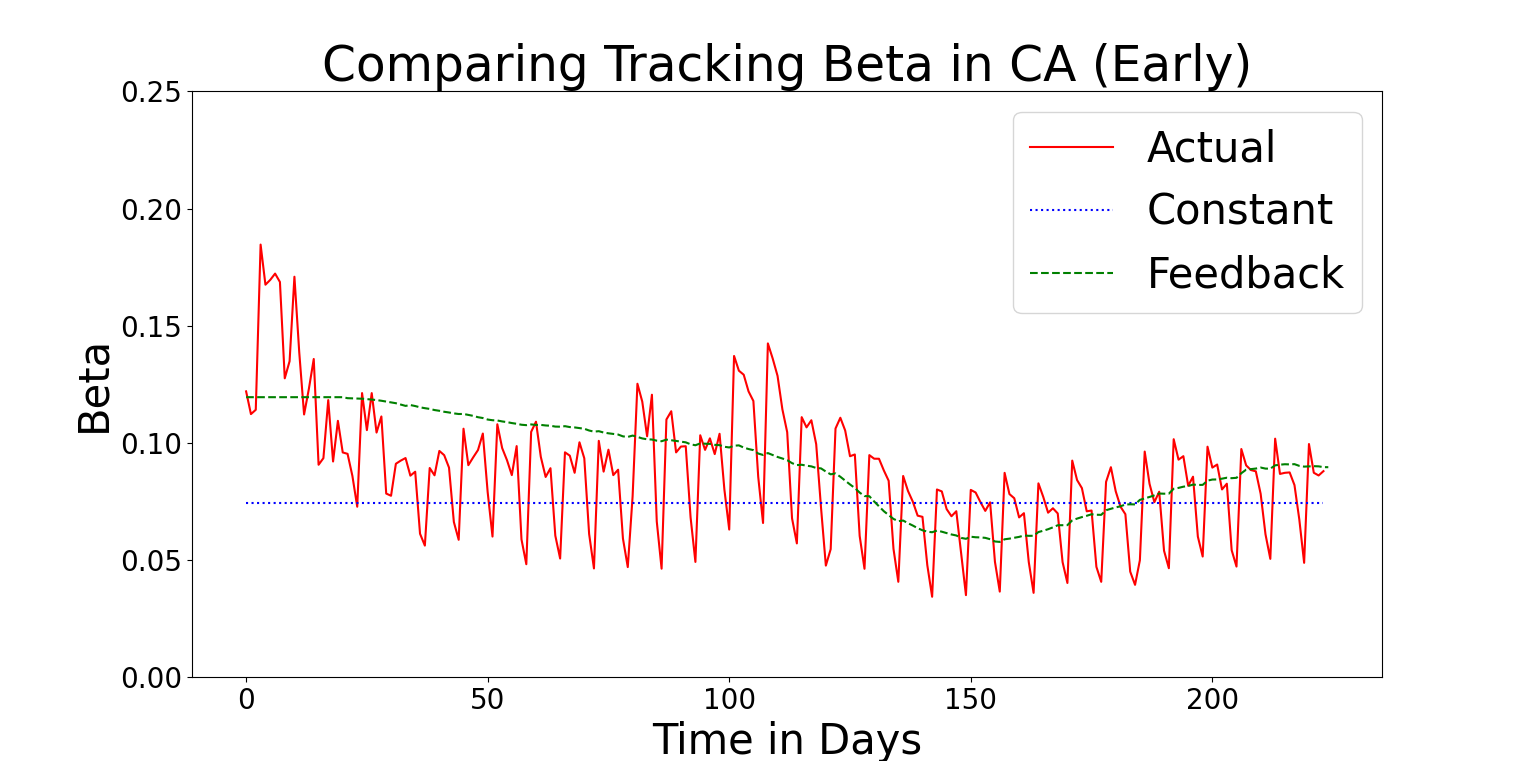 Comparing Tracking Beta in CA (Early)
0.25
0.20
0.15
0.10
0.05
0.00
Beta
Actual
Constant
Feedback
0 50 100 150 200
Time in Days